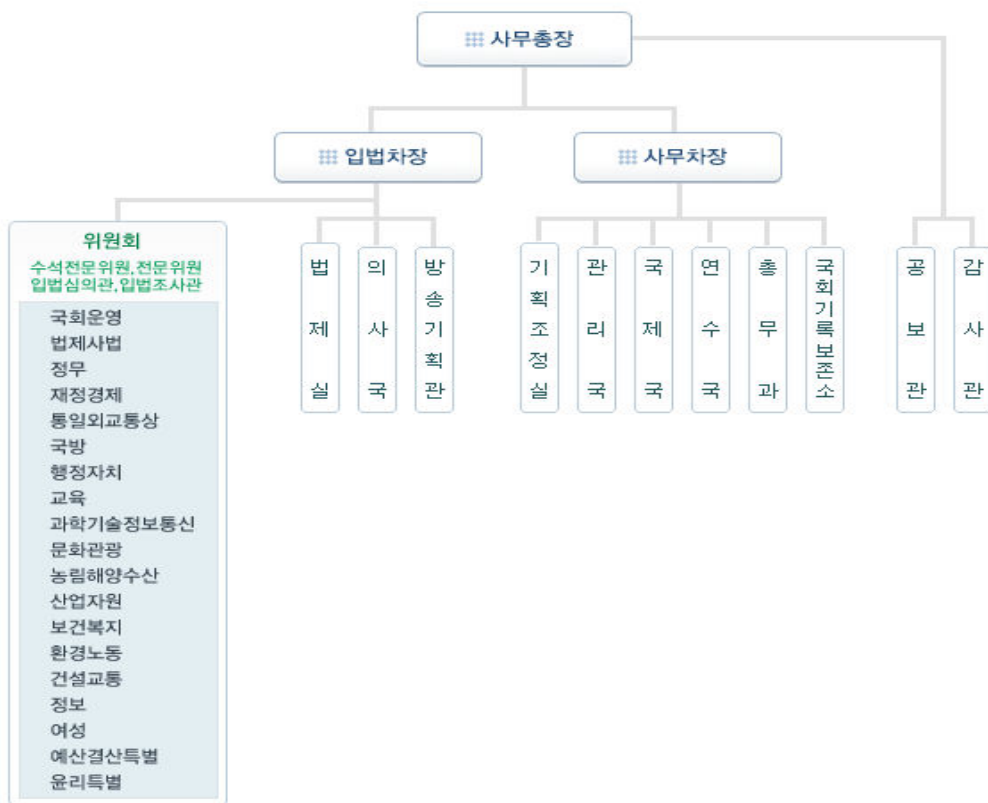 사무총장
입법차장
사무차장
위원회
수석전문위원,전문위원
입법심의관,입법조사관
국회운영
법제사법
정무
재정경제
통일외교통상
국방
행정자치
교육
과학기술정보통신
문화관광
농림해양수산
산업자원
보건복지
환경노동
건설교통
정보
여성
예산결산특별
윤리특별
법제실
의사국
방송기획관
기획조정실
관리국
국제국
연수국
총무과
국회기록보존소
공보관
감사관